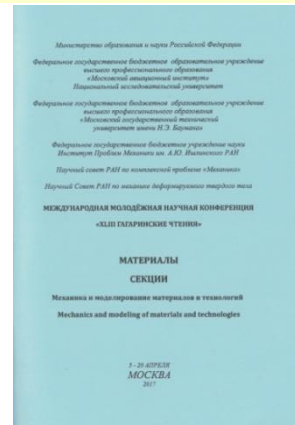 Министерство образования и науки Российской Федерации
Федеральное государственное бюджетное образовательное учреждение
высшего профессионального образования
«Московский авиационный институт»
Национальный исследовательский университет
Федеральное государственное бюджетное образовательное учреждение
высшего профессионального образования
«Московский государственный технический
университет имени Н.Э. Баумана»
Федеральное государственное бюджетное учреждение науки
Институт Проблем Механики им. А.Ю. Ишлинского РАН
Научный совет РАН по комплексной проблеме «Механика»
Научный Совет РАН по механике деформируемого твердого тела
МЕЖДУНАРОДНАЯ МОЛОДЁЖНАЯ НАУЧНАЯ КОНФЕРЕНЦИЯ
«XLIII ГАГАРИНСКИЕ ЧТЕНИЯ»
МАТЕРИАЛЫ
СЕКЦИИ
Механика и моделирование материалов и технологий
Mechanics and modeling of materials and technologies
5 - 20 АПРЕЛЯ
МОСКВА
2017